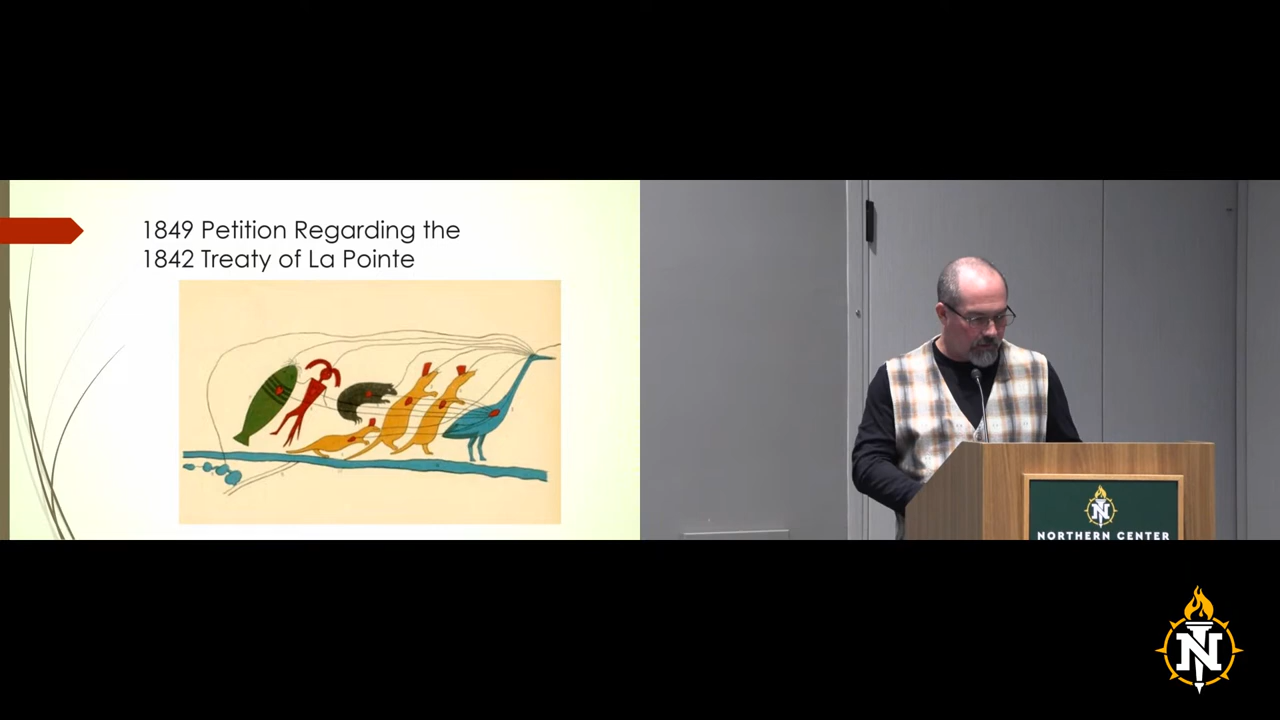 1849 Petition Regarding the
1842 Treaty of La Pointe
N
NORTHERN CENTER
N